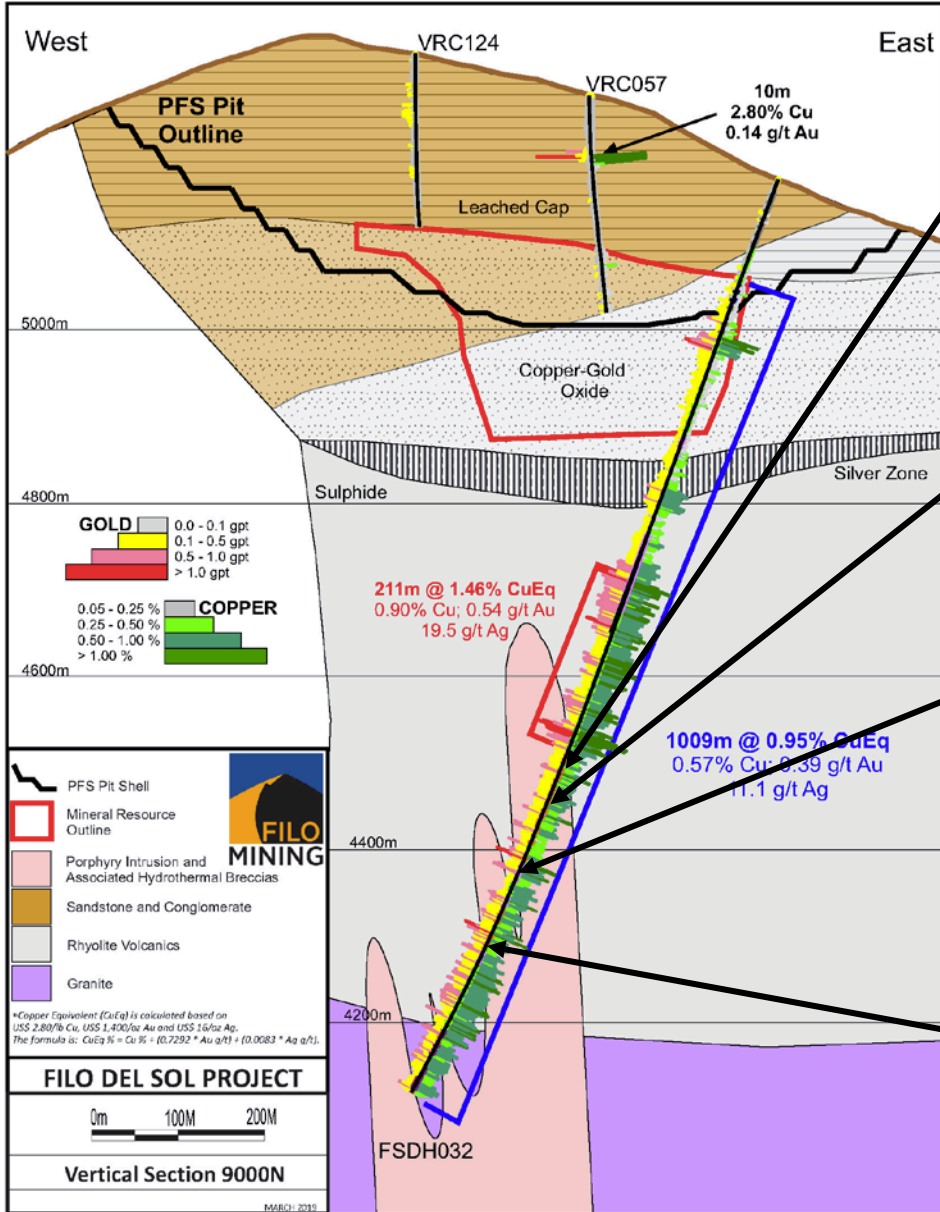 West
East
VRC124
VRC057
10m
2.80% Cu
0.14 g/t Au
PFS Pit
Outline
Leached Cap
5000m
Copper-Gold
Oxide
Sulphide
Silver Zone
4800m
GOLD
0.0 - 0.1 gpt
0.1 - 0.5 gpt
0.5 - 1.0 gpt
> 1.0 gpt
0.05 - 0.25 %
COPPER
0.25 - 0.50 %
0.50 - 1.00 %
> 1.00 %
211m @ 1.46% CuEq
0.90% Cu; 0.54 g/t Au
19.5 g/t Ag
4600m
1009m @ 0.95% CuEq
0.57% Cu; 0.39 g/t Au
11.1 g/t Ag
4400m
4200m
FSDH032
PFS Pit Shell
Mineral Resource
Outline
FILO
MINING
Porphyry Intrusion and
Associated Hydrothermal Breccias
Sandstone and Conglomerate
Rhyolite Volcanics
Granite
*Copper Equivalent (CuEq) is calculated based on
US$ 2.80/lb Cu, US$ 1,400/oz Au and US$ 16/oz Ag.
The formula is: CuEq % = Cu % + (0.7292 * Au g/t) + (0.0083 * Ag g/t).
FILO DEL SOL PROJECT
0m 100M 200M
Vertical Section 9000N
MARCH 2019